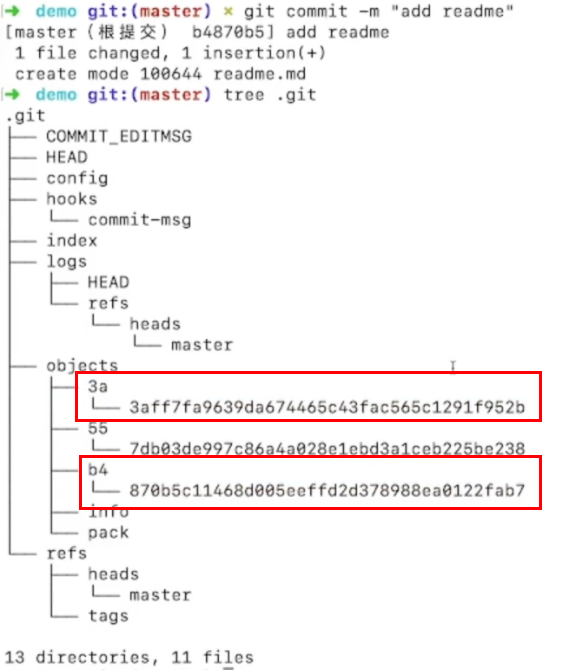 ➜ demo git:(master) × git commit -m "add readme"
[master (根提交) b4870b5] add readme
1 file changed, 1 insertion(+)
create mode 100644 readme.md
➜ demo git:(master) tree .git
.git
├── COMMIT_EDITMSG
├── HEAD
├── config
├── hooks
│   └── commit-msg
├── index
├── logs
│   ├── HEAD
│   └── refs
│       └── heads
│           └── master
├── objects
│   ├── 3a
│   │   └── 3aff7fa9639da674465c43fac565c1291f952b
│   ├── 55
│   │   └── 7db03de997c86a4a028e1ebd3a1ceb225be238
│   ├── b4
│   │   └── 870b5c11468d005eeffd2d378988ea0122fab7
│   ├── info
│   └── pack
└── refs
    ├── heads
    │   └── master
    └── tags
13 directories, 11 files